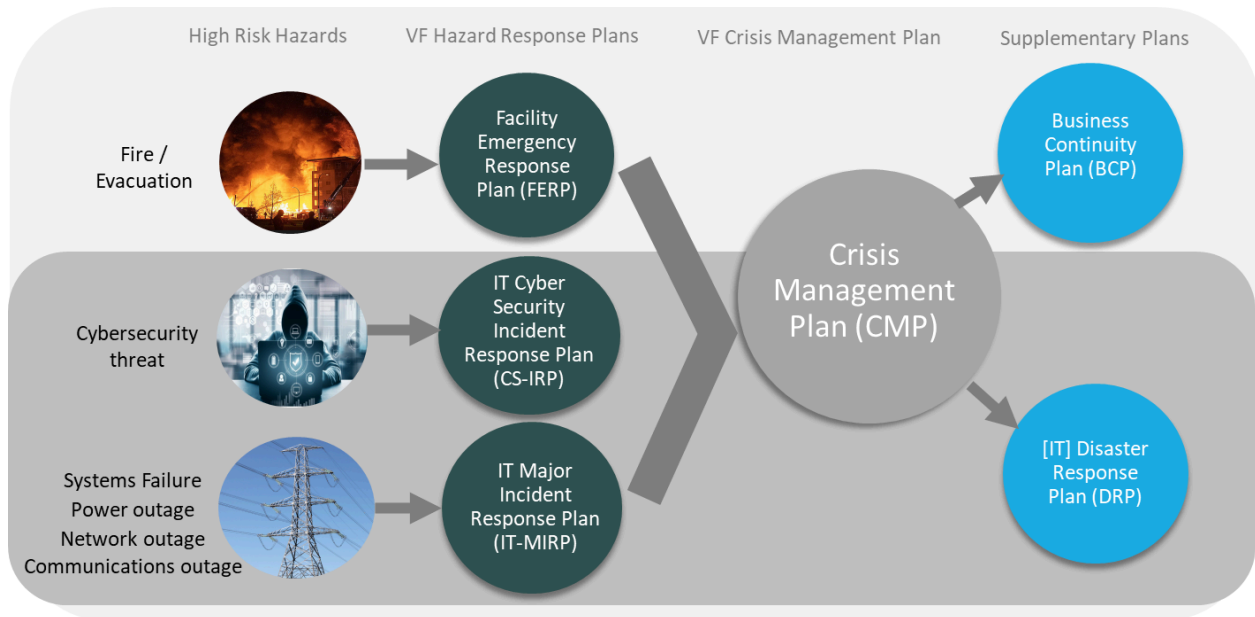 High Risk Hazards
VF Hazard Response Plans
VF Crisis Management Plan
Supplementary Plans
Fire /
Evacuation
Facility
Emergency
Response
Plan (FERP)
Business
Continuity
Plan (BCP)
Cybersecurity
threat
IT Cyber
Security
Incident
Response Plan
(CS-IRP)
Crisis
Management
Plan (CMP)
Systems Failure
Power outage
Network outage
Communications outage
IT Major
Incident
Response Plan
(IT-MIRP)
[IT] Disaster
Response
Plan (DRP)